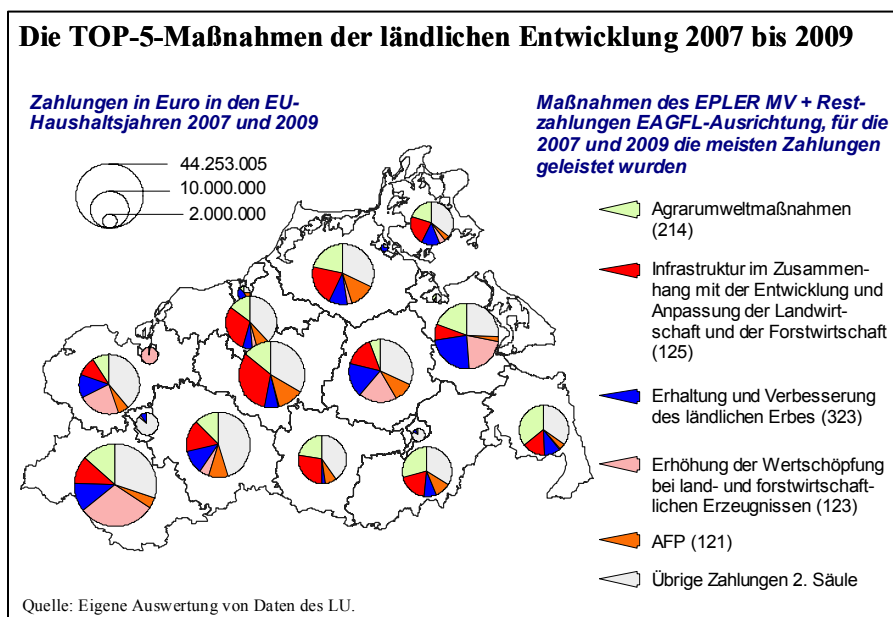 Die TOP-5-Maßnahmen der ländlichen Entwicklung 2007 bis 2009
Zahlungen in Euro in den EU-
Haushaltsjahren 2007 und 2009
44.253.005
10.000.000
2.000.000
Maßnahmen des EPLER MV + Rest-
zahlungen EAGFL-Ausrichtung, für die
2007 und 2009 die meisten Zahlungen
geleistet wurden
Agrarumweltmaßnahmen
(214)
Infrastruktur im Zusammen-
hang mit der Entwicklung und
Anpassung der Landwirt-
schaft und der Forstwirtschaft
(125)
Erhaltung und Verbesserung
des ländlichen Erbes (323)
Erhöhung der Wertschöpfung
bei land- und forstwirtschaft-
lichen Erzeugnissen (123)
AFP (121)
Übrige Zahlungen 2. Säule
Quelle: Eigene Auswertung von Daten des LU.